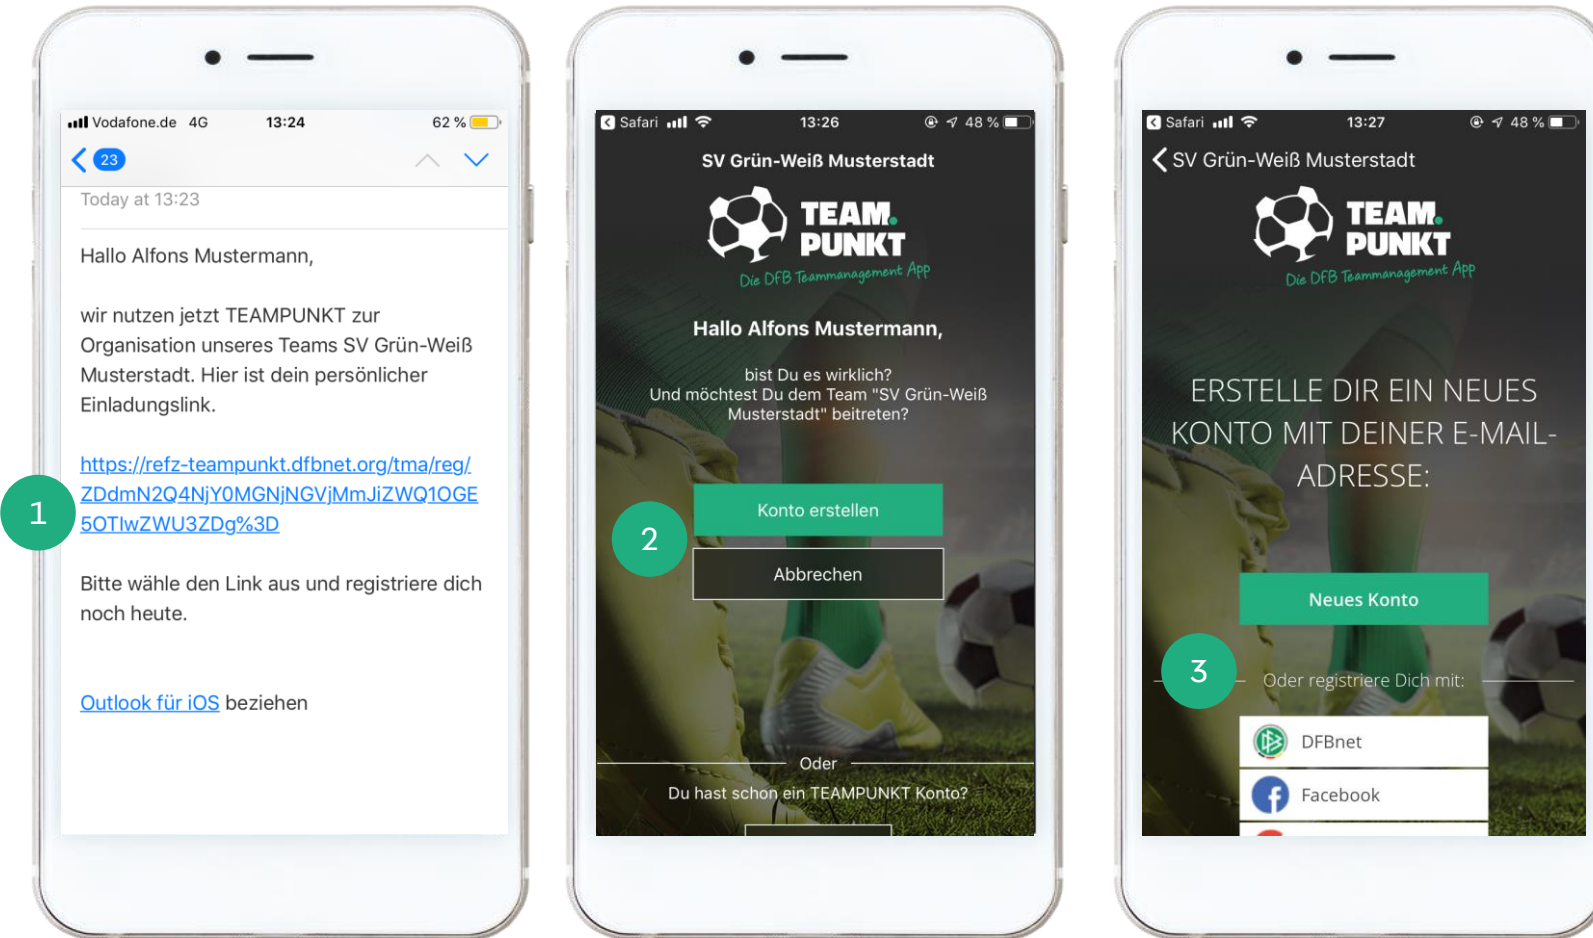 Vodafone.de 4G 13:24 62 %
23
Today at 13:23
Hallo Alfons Mustermann,
wir nutzen jetzt TEAMPUNKT zur
Organisation unseres Teams SV Grün-Weiß
Musterstadt. Hier ist dein persönlicher
Einladungslink.
https://refz-teampunkt.dfbnet.org/tma/reg/
ZDdmN2Q4NjY0MGNjNGVjMmJiZWQ1OGE
5OTIwZWU3ZDg%3D
1
Bitte wähle den Link aus und registriere dich
noch heute.
Outlook für iOS beziehen
Safari 13:26 48 %
SV Grün-Weiß Musterstadt
TEAM.
PUNKT
Die DFB Teammanagement App
Hallo Alfons Mustermann,
bist Du es wirklich?
Und möchtest Du dem Team "SV Grün-Weiß
Musterstadt" beitreten?
Konto erstellen
2
Abbrechen
Oder
Du hast schon ein TEAMPUNKT Konto?
Safari 13:27 48 %
SV Grün-Weiß Musterstadt
TEAM.
PUNKT
Die DFB Teammanagement App
ERSTELLE DIR EIN NEUES
KONTO MIT DEINER E-MAIL-
ADRESSE:
Neues Konto
3
Oder registriere Dich mit:
DFBnet
Facebook